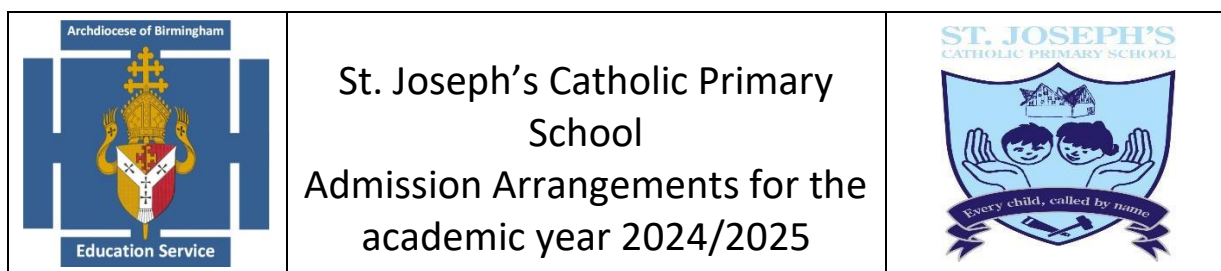 Archdiocese of Birmingham
Education Service
St. Joseph’s Catholic Primary
School
Admission Arrangements for the
academic year 2024/2025
ST. JOSEPH'S
CATHOLIC PRIMARY SCHOOL
Every child, called by name